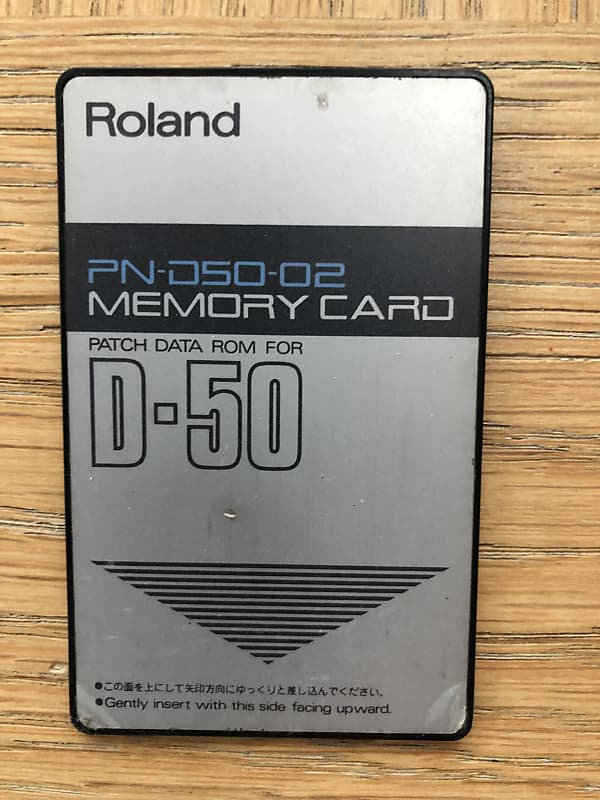 Roland
PN-D50-02
MEMORY CARD
PATCH DATA ROM FOR
D-50
●この面を上にして矢印方向にゆっくりと差し込んでください。
●Gently insert with this side facing upward.